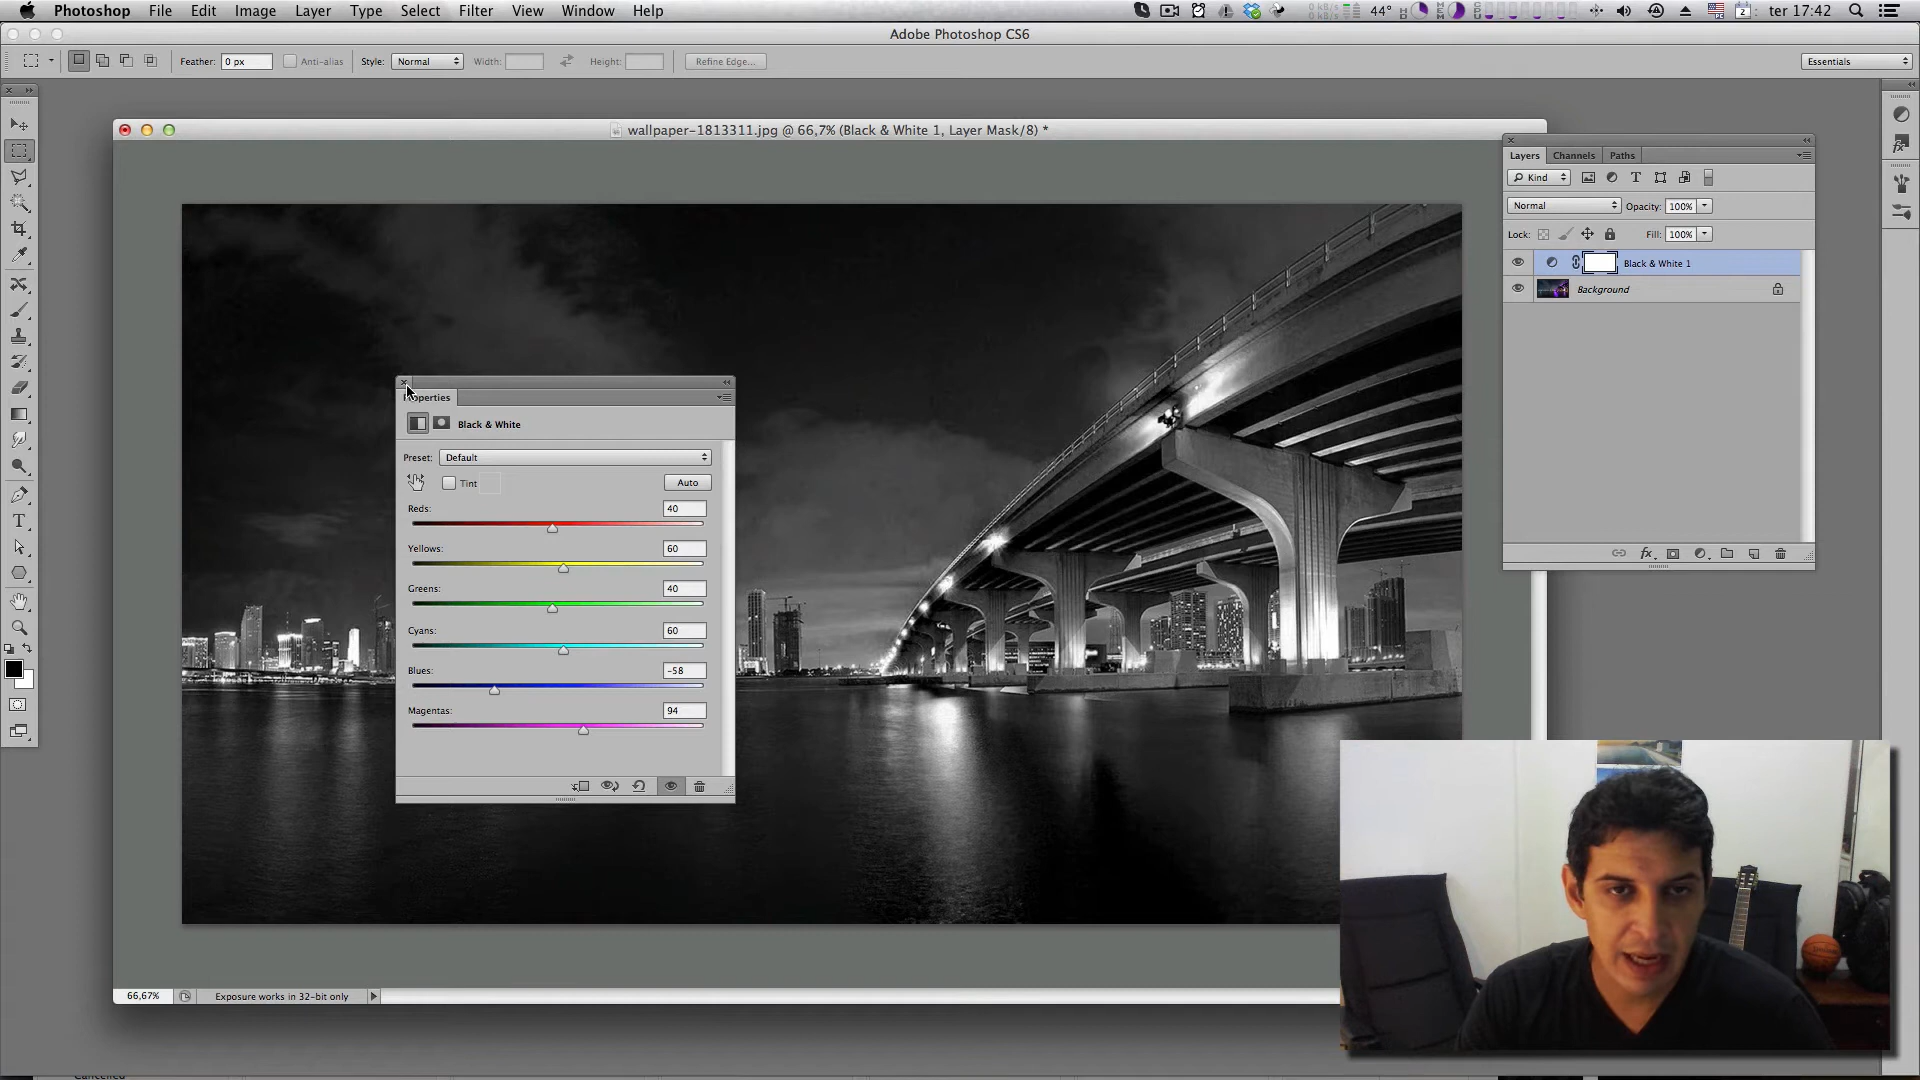 Photoshop File Edit Image Layer Type Select Filter View Window Help 44° ter 17:42
Adobe Photoshop CS6
Feather: 0 px Anti-alias Style: Normal Width: Height: Refine Edge... Essentials
wallpaper-1813311.jpg @ 66,7% (Black & White 1, Layer Mask/8) *
Layers Channels Paths
Kind
Normal Opacity: 100%
Lock: Fill: 100%
Black & White 1
Background
Properties
Black & White
Preset: Default
Tint Auto
Reds: 40
Yellows: 60
Greens: 40
Cyans: 60
Blues: -58
Magentas: 94
66,67% Exposure works in 32-bit only